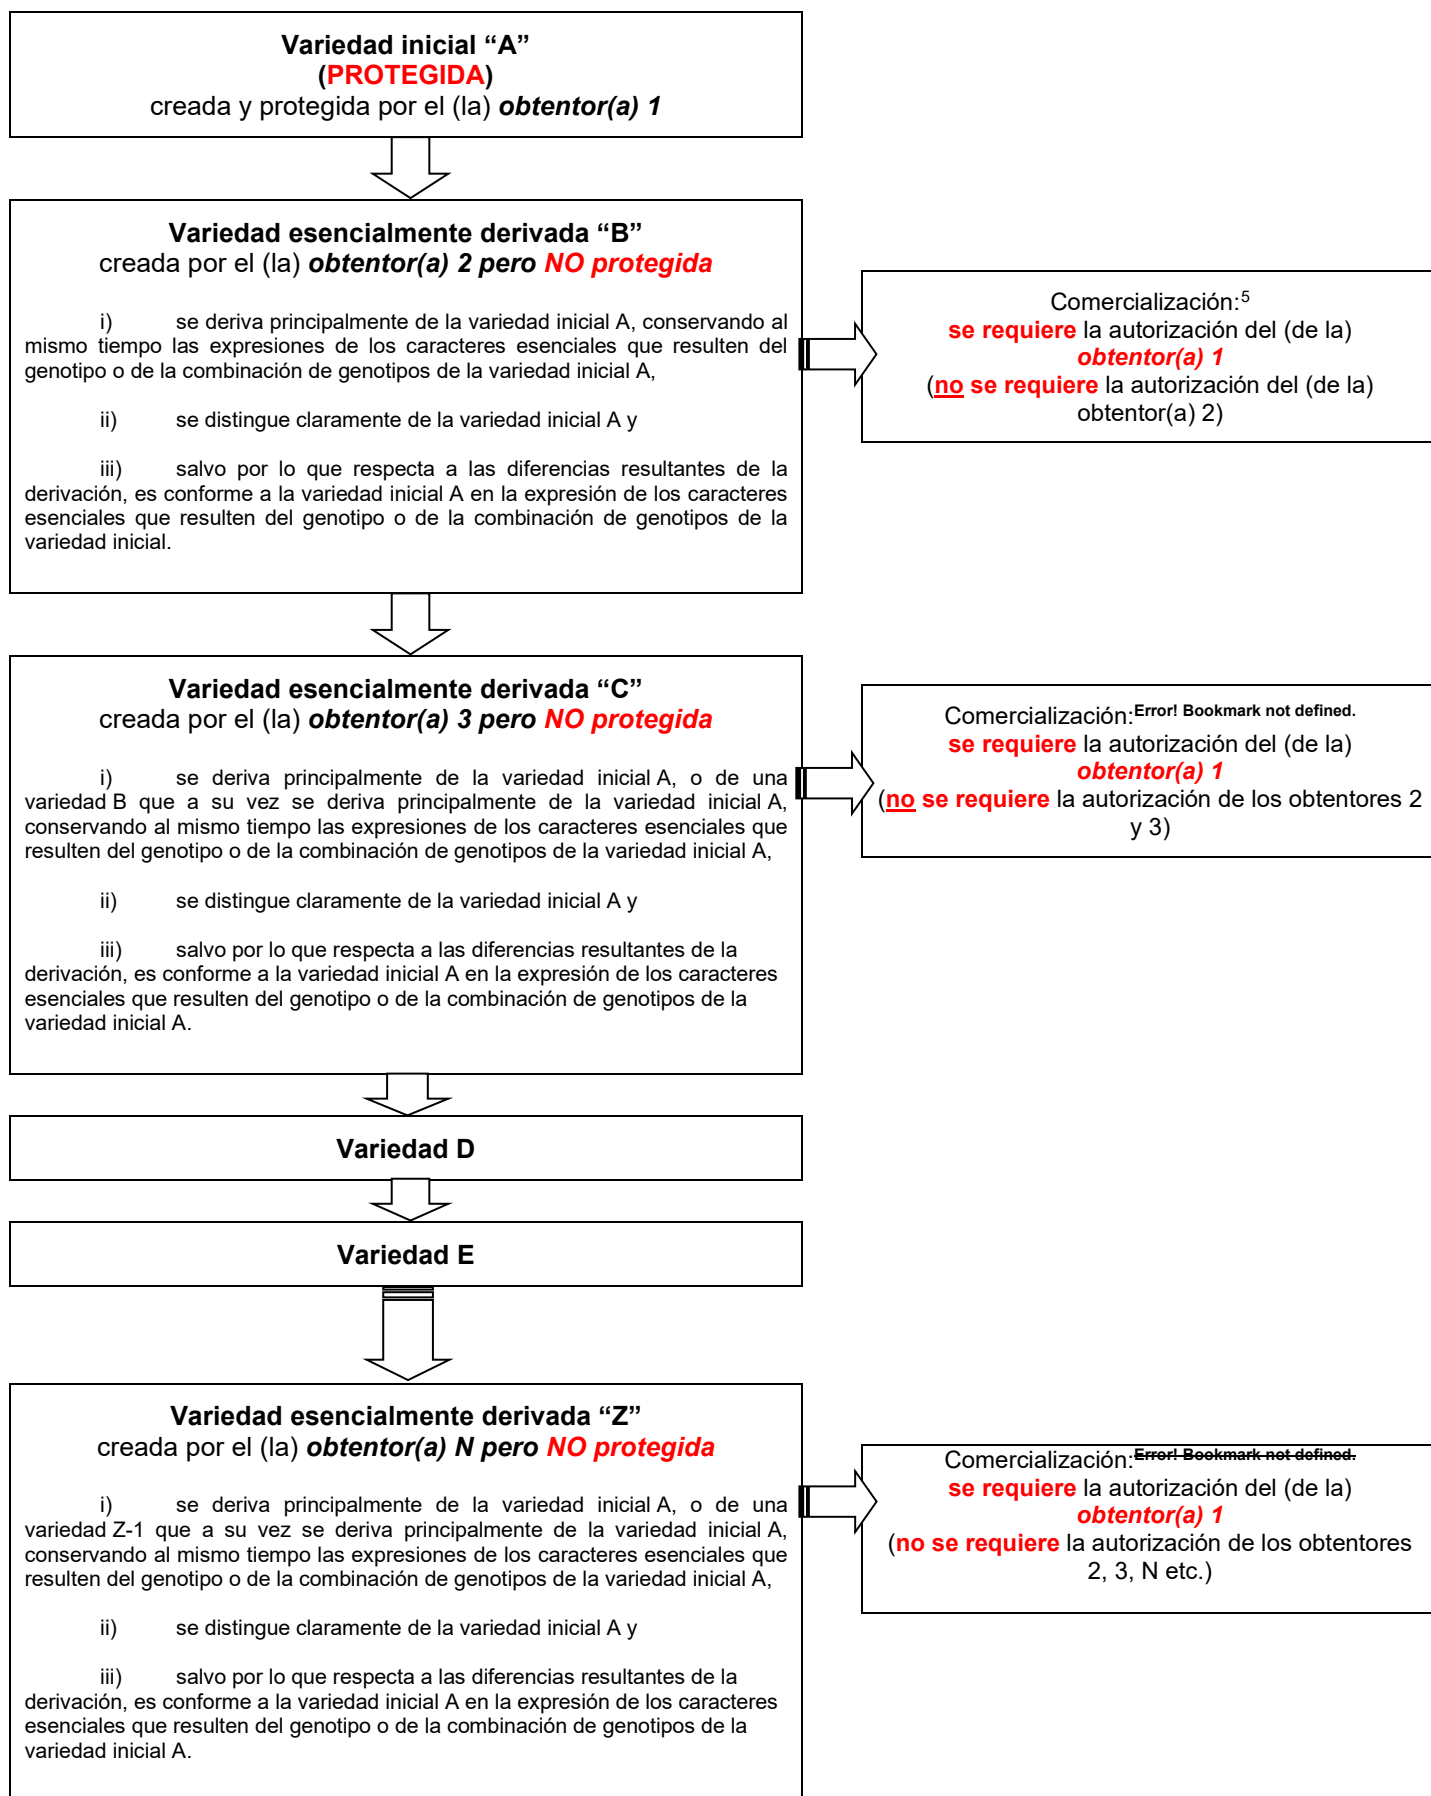 Variedad inicial “A”
(PROTEGIDA)
creada y protegida por el (la) obtentor(a) 1
Variedad esencialmente derivada “B”
creada por el (la) obtentor(a) 2 pero NO protegida
i) se deriva principalmente de la variedad inicial A, conservando al
mismo tiempo las expresiones de los caracteres esenciales que resulten del
genotipo o de la combinación de genotipos de la variedad inicial A,
ii) se distingue claramente de la variedad inicial A y
iii) salvo por lo que respecta a las diferencias resultantes de la
derivación, es conforme a la variedad inicial A en la expresión de los caracteres
esenciales que resulten del genotipo o de la combinación de genotipos de la
variedad inicial.
Comercialización:5
se requiere la autorización del (de la)
obtentor(a) 1
(no se requiere la autorización del (de la)
obtentor(a) 2)
Variedad esencialmente derivada “C”
creada por el (la) obtentor(a) 3 pero NO protegida
i) se deriva principalmente de la variedad inicial A, o de una
variedad B que a su vez se deriva principalmente de la variedad inicial A,
conservando al mismo tiempo las expresiones de los caracteres esenciales que
resulten del genotipo o de la combinación de genotipos de la variedad inicial A,
ii) se distingue claramente de la variedad inicial A y
iii) salvo por lo que respecta a las diferencias resultantes de la
derivación, es conforme a la variedad inicial A en la expresión de los caracteres
esenciales que resulten del genotipo o de la combinación de genotipos de la
variedad inicial A.
Comercialización:Error! Bookmark not defined.
se requiere la autorización del (de la)
obtentor(a) 1
(no se requiere la autorización de los obtentores 2
y 3)
Variedad D
Variedad E
Variedad esencialmente derivada “Z”
creada por el (la) obtentor(a) N pero NO protegida
i) se deriva principalmente de la variedad inicial A, o de una
variedad Z-1 que a su vez se deriva principalmente de la variedad inicial A,
conservando al mismo tiempo las expresiones de los caracteres esenciales que
resulten del genotipo o de la combinación de genotipos de la variedad inicial A,
ii) se distingue claramente de la variedad inicial A y
iii) salvo por lo que respecta a las diferencias resultantes de la
derivación, es conforme a la variedad inicial A en la expresión de los caracteres
esenciales que resulten del genotipo o de la combinación de genotipos de la
variedad inicial A.
Comercialización:Error! Bookmark not defined.
se requiere la autorización del (de la)
obtentor(a) 1
(no se requiere la autorización de los obtentores
2, 3, N etc.)